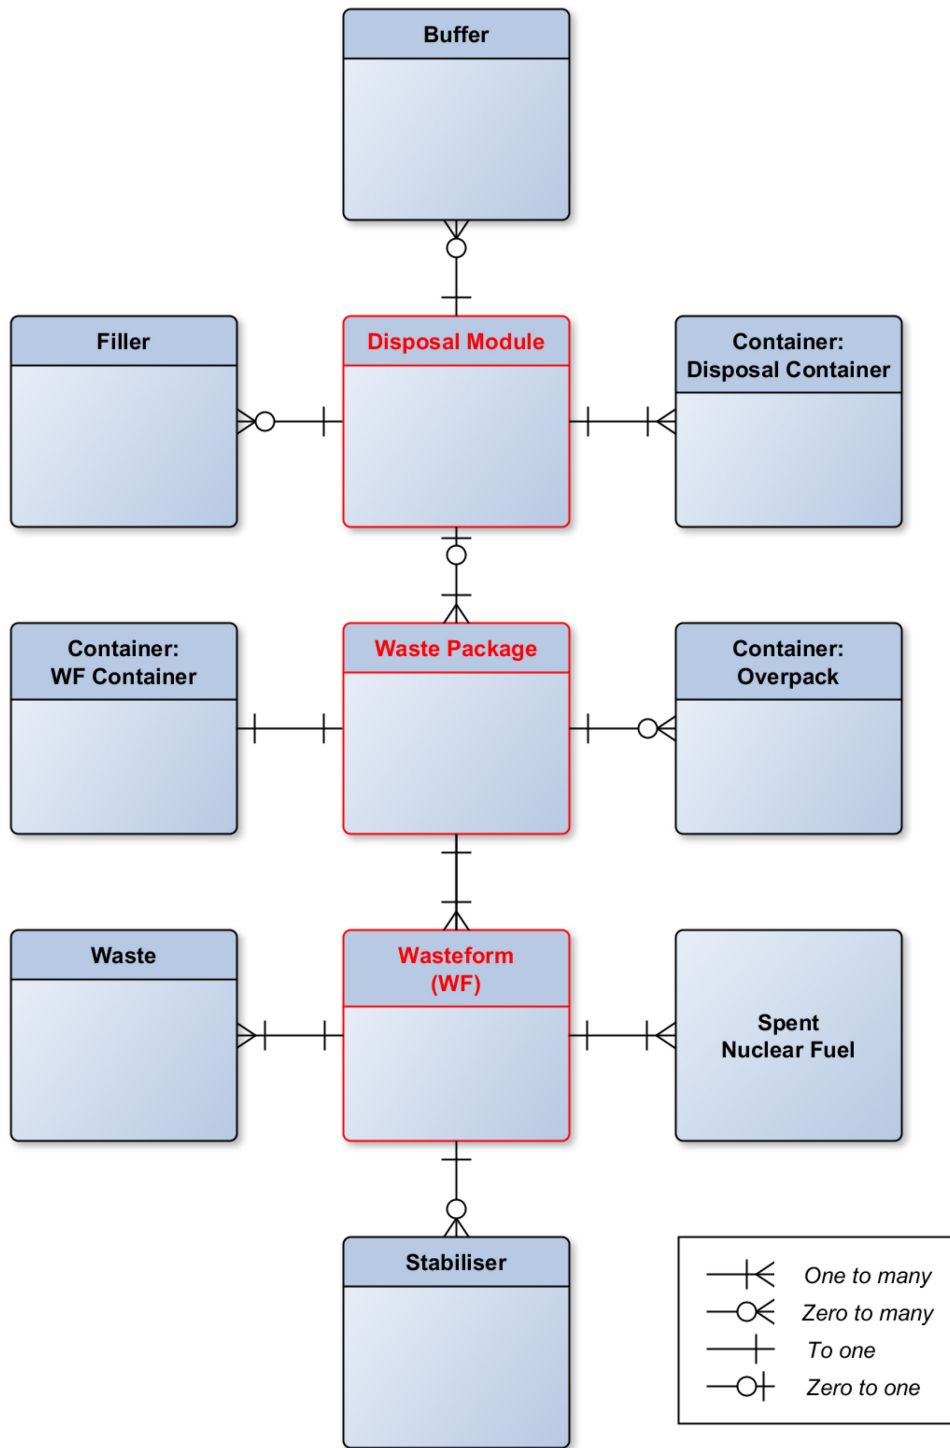 Buffer
Filler
Disposal Module
Container:
Disposal Container
Container:
WF Container
Waste Package
Container:
Overpack
Waste
Wasteform
(WF)
Spent
Nuclear Fuel
Stabiliser
One to many
Zero to many
To one
Zero to one